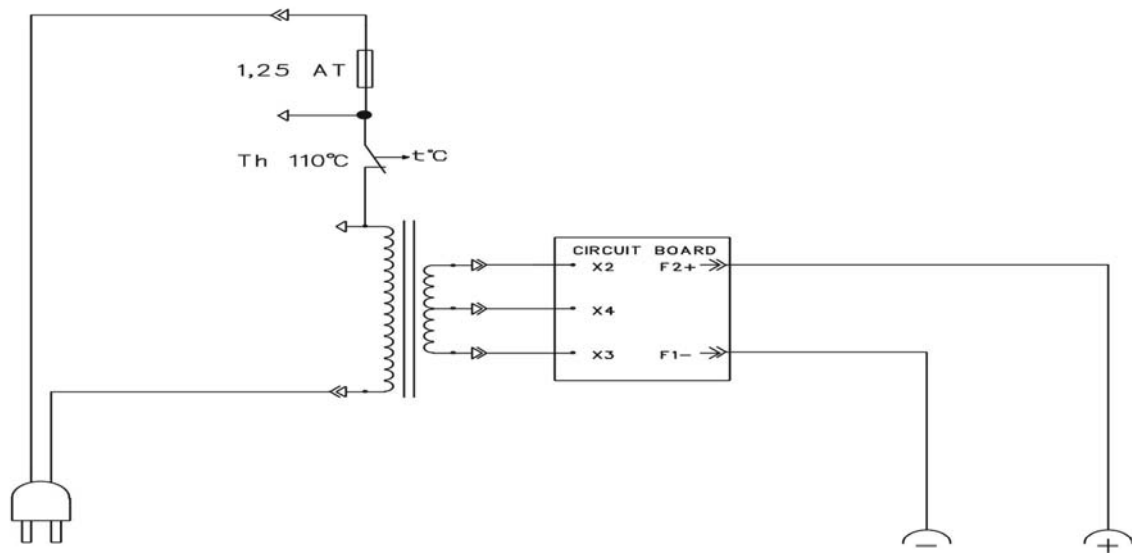 1,25 AT
Th 110°C
t°C
CIRCUIT BOARD
X2 F2+
X4
X3 F1-
- +